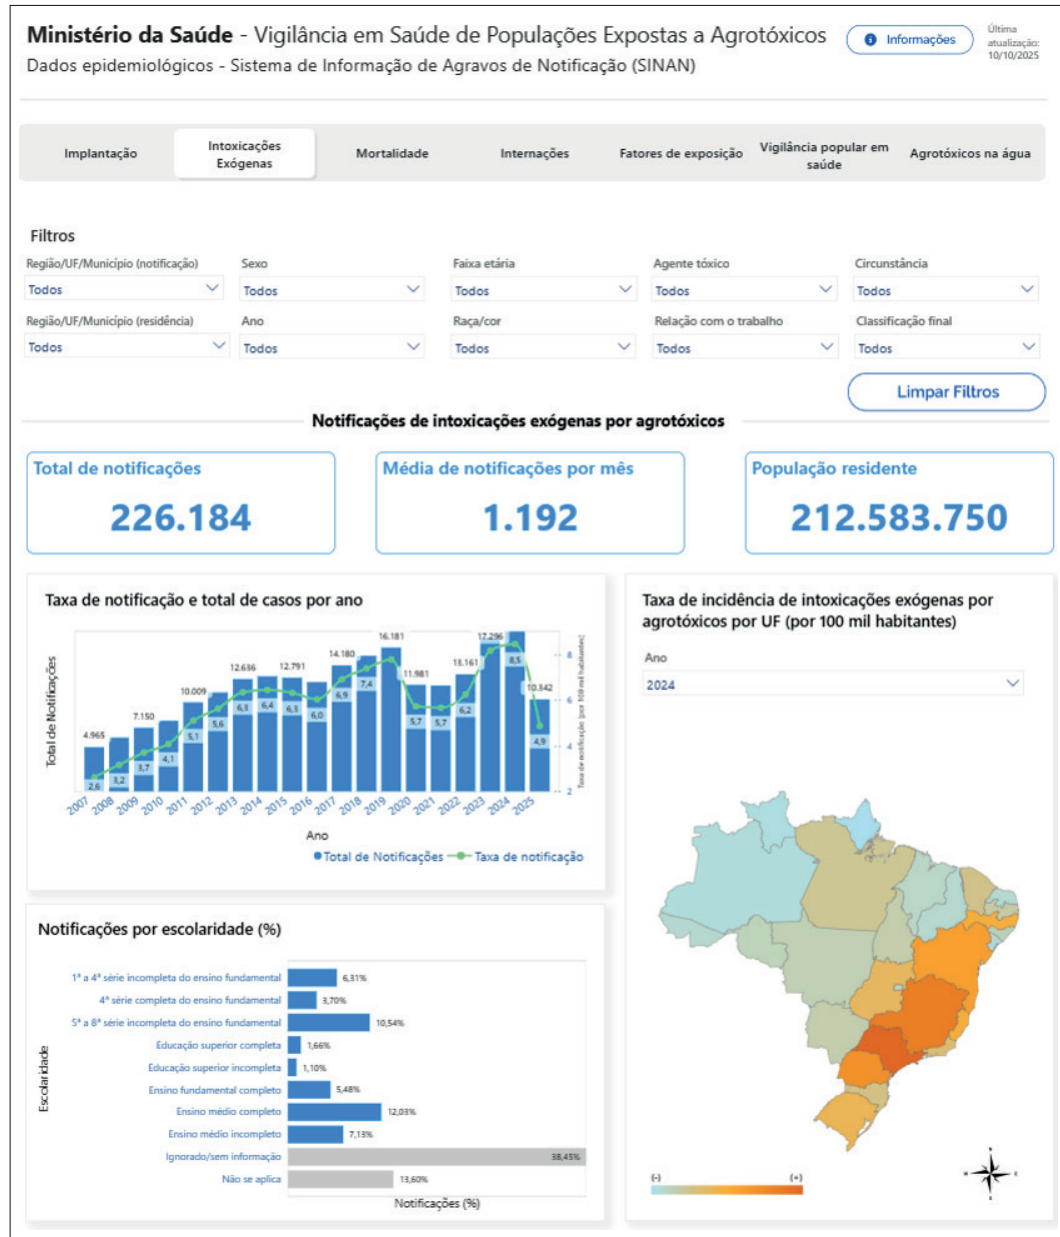 Ministério da Saúde - Vigilância em Saúde de Populações Expostas a Agrotóxicos
Dados epidemiológicos - Sistema de Informação de Agravos de Notificação (SINAN)
Informações
Última
atualização:
10/10/2025
Implantação
Intoxicações
Exógenas
Mortalidade
Internações
Fatores de exposição
Vigilância popular em
saúde
Agrotóxicos na água
Filtros
Região/UF/Município (notificação)
Sexo
Faixa etária
Agente tóxico
Circunstância
Todos
Todos
Todos
Todos
Todos
Região/UF/Município (residência)
Ano
Raça/cor
Relação com o trabalho
Classificação final
Todos
Todos
Todos
Todos
Todos
Limpar Filtros
Notificações de intoxicações exógenas por agrotóxicos
Total de notificações
226.184
Média de notificações por mês
1.192
População residente
212.583.750
Taxa de notificação e total de casos por ano
Total de Notificações
4.965
7.150
10.009
12.636
12.791
14.180
16.181
11.981
13.161
17.296
10.342
2,6
3,2
3,7
4,1
5,1
5,6
6,3
6,4
6,3
6,0
6,9
7,4
5,7
5,7
6,2
8,5
4,9
8
6
4
2
Taxa de notificação (por 100 mil habitantes)
2007
2008
2009
2010
2011
2012
2013
2014
2015
2016
2017
2018
2019
2020
2021
2022
2023
2024
2025
Ano
Total de Notificações
Taxa de notificação
Notificações por escolaridade (%)
Escolaridade
1ª a 4ª série incompleta do ensino fundamental 6,31%
4ª série completa do ensino fundamental 3,70%
5ª a 8ª série incompleta do ensino fundamental 10,54%
Educação superior completa 1,66%
Educação superior incompleta 1,10%
Ensino fundamental completo 5,48%
Ensino médio completo 12,03%
Ensino médio incompleto 7,13%
Ignorado/sem informação 38,45%
Não se aplica 13,60%
Notificações (%)
Taxa de incidência de intoxicações exógenas por
agrotóxicos por UF (por 100 mil habitantes)
Ano
2024
(-)
(+)
N